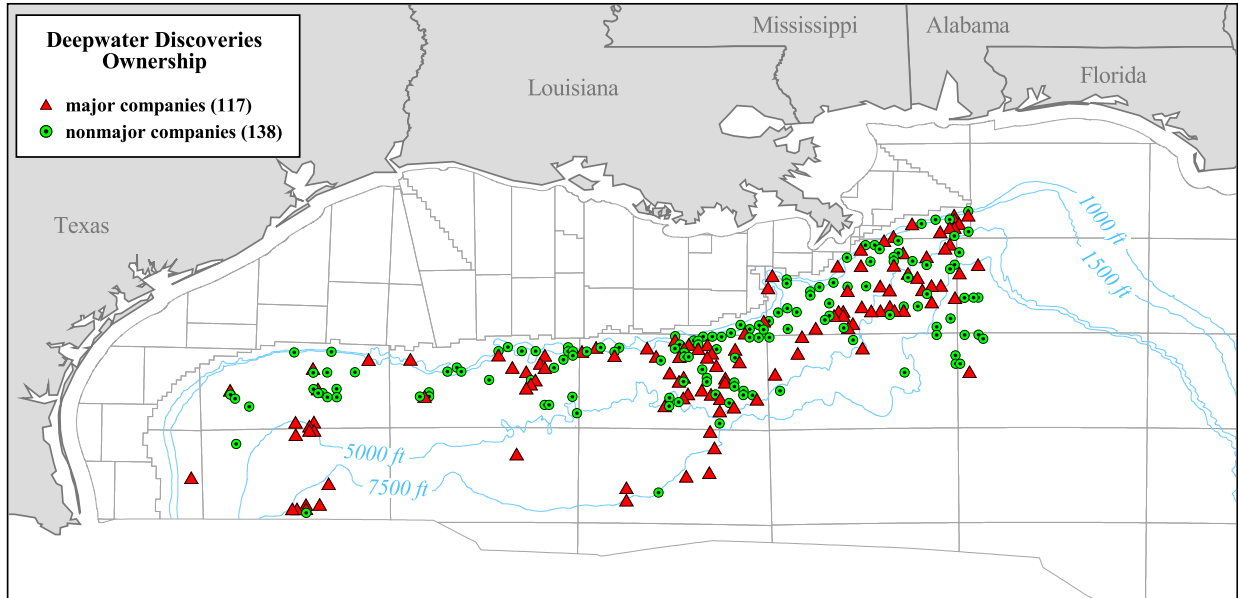 Deepwater Discoveries
Ownership
major companies (117)
nonmajor companies (138)
Mississippi
Alabama
Louisiana
Florida
Texas
1000 ft
1500 ft
5000 ft
7500 ft